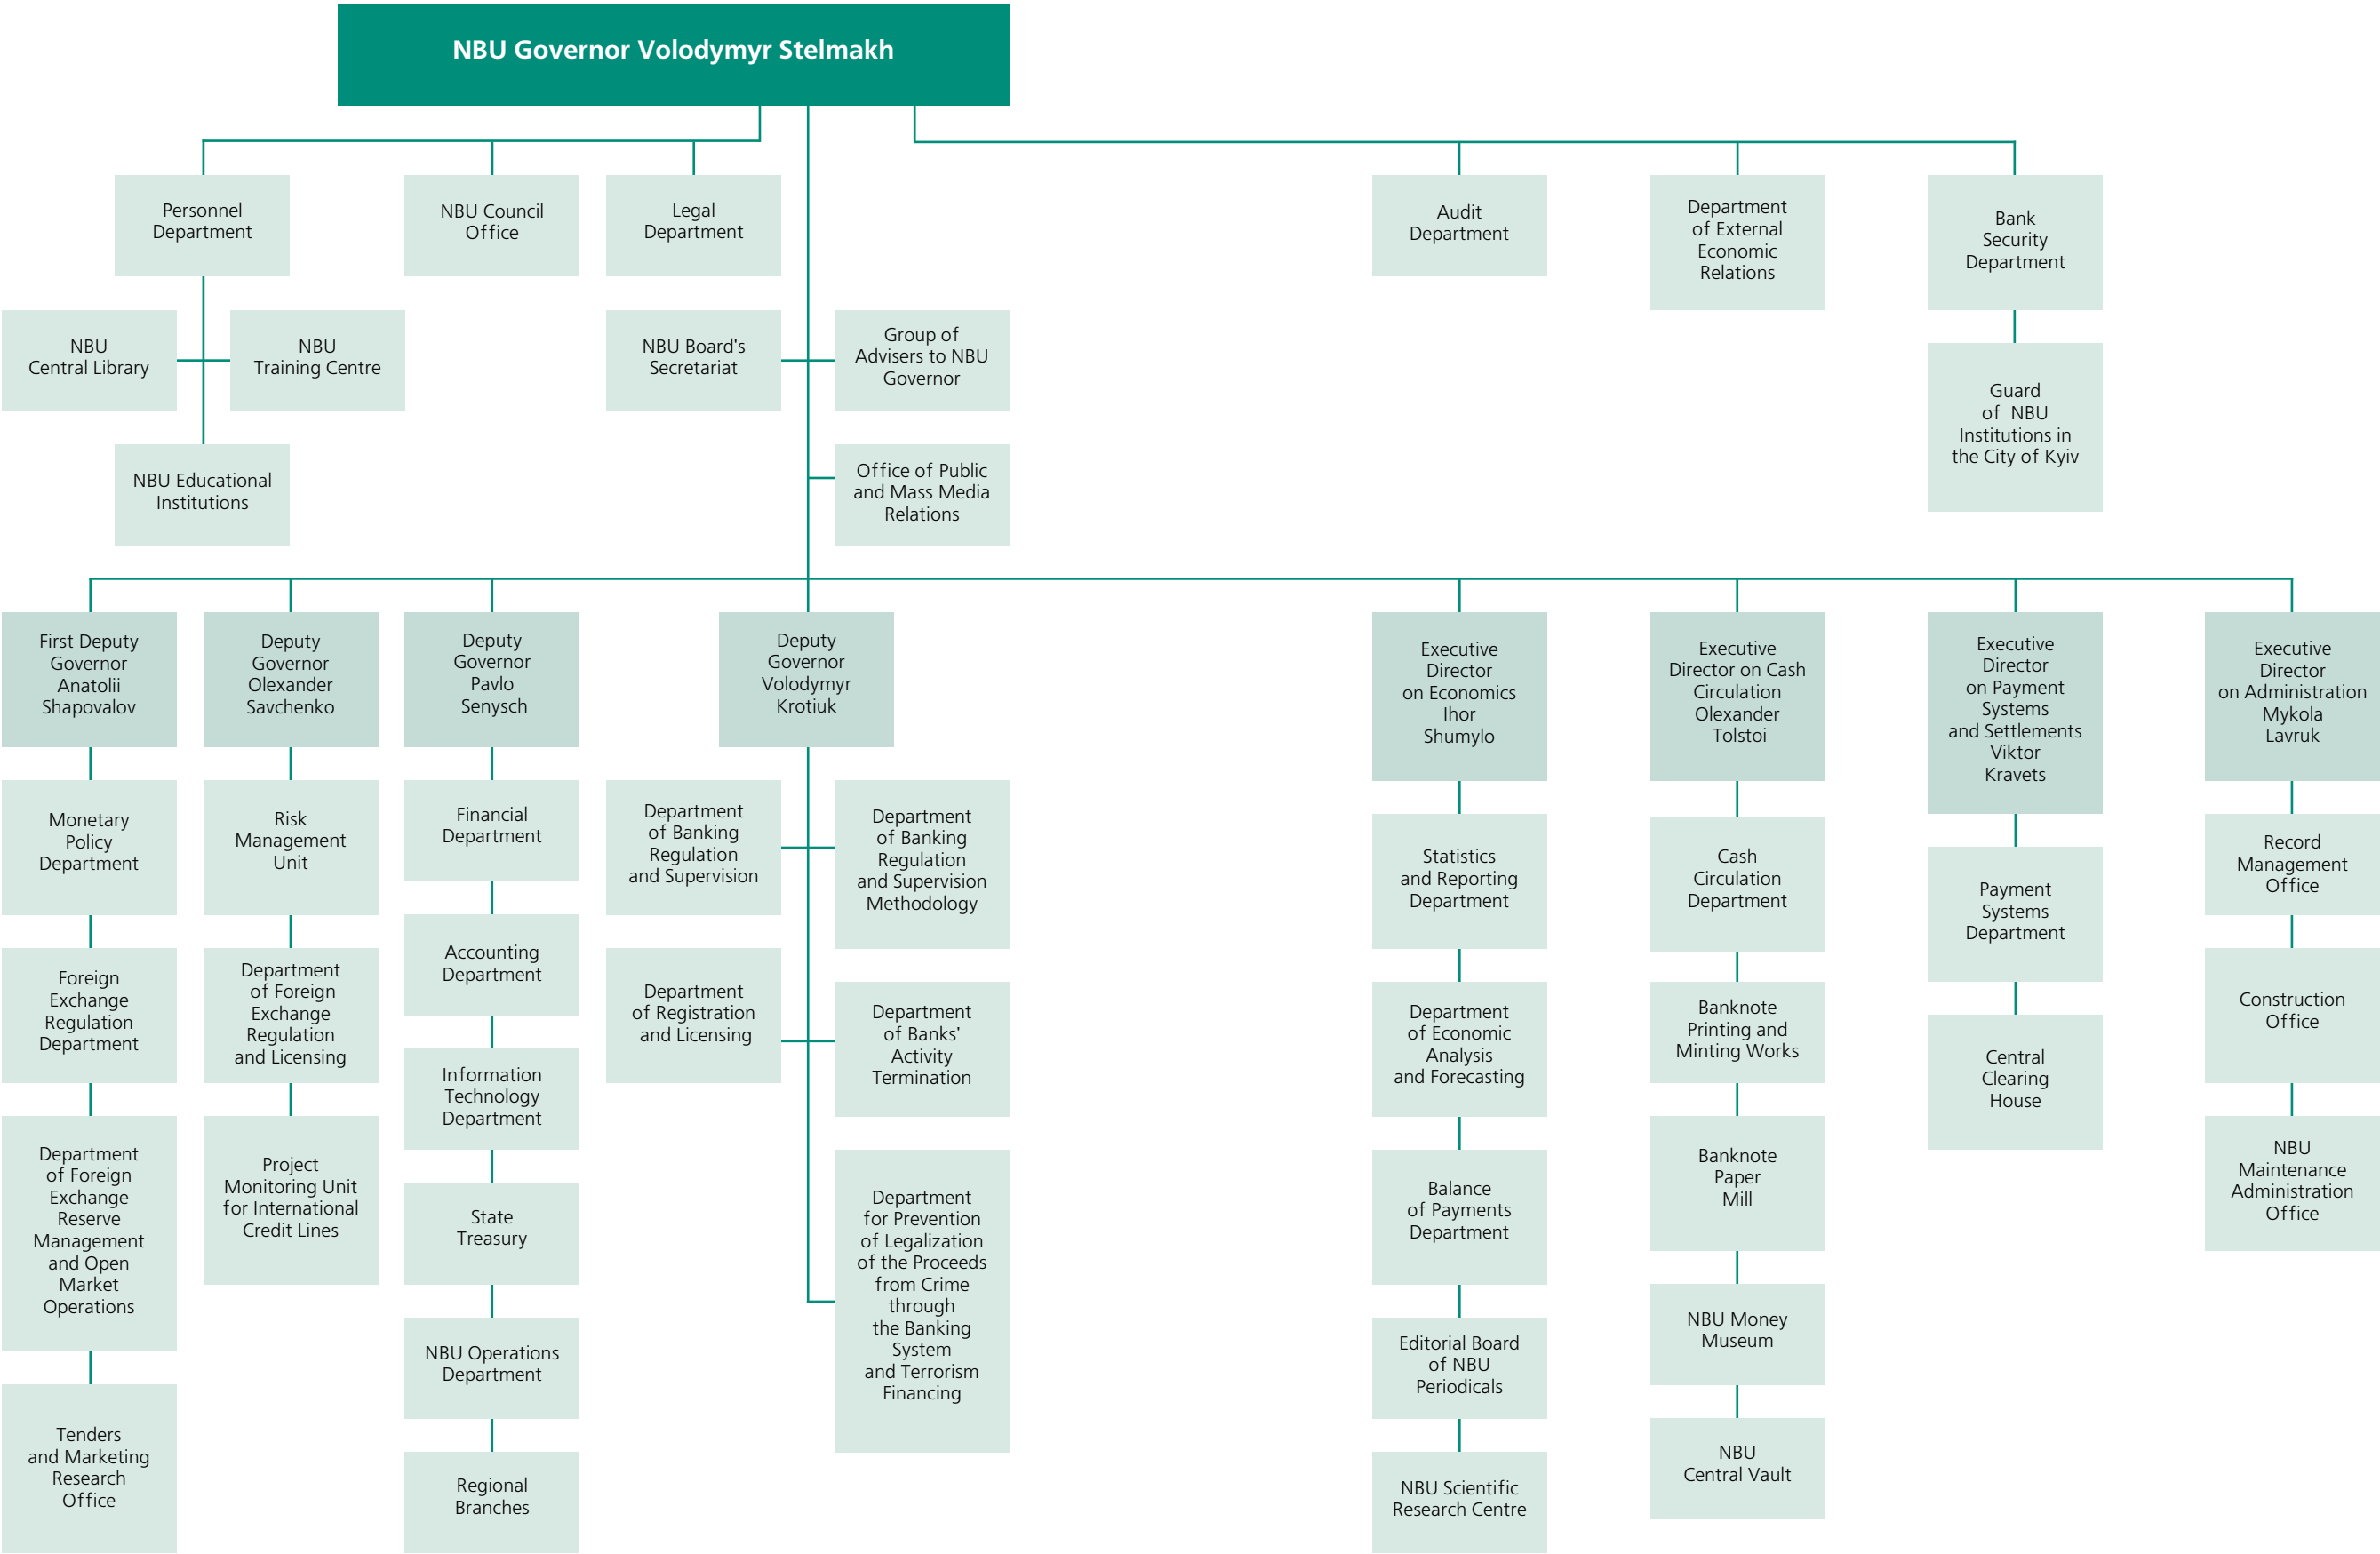 NBU Governor Volodymyr Stelmakh
Personnel
Department
NBU Council
Office
Legal
Department
Audit
Department
Department
of External
Economic
Relations
Bank
Security
Department
NBU
Central Library
NBU
Training Centre
NBU Board's
Secretariat
Group of
Advisers to NBU
Governor
Guard
of NBU
Institutions in
the City of Kyiv
NBU Educational
Institutions
Office of Public
and Mass Media
Relations
First Deputy
Governor
Anatolii
Shapovalov
Deputy
Governor
Olexander
Savchenko
Deputy
Governor
Pavlo
Senysch
Deputy
Governor
Volodymyr
Krotiuk
Executive
Director
on Economics
Ihor
Shumylo
Executive
Director on Cash
Circulation
Olexander
Tolstoi
Executive
Director
on Payment
Systems
and Settlements
Viktor
Kravets
Executive
Director
on Administration
Mykola
Lavruk
Monetary
Policy
Department
Foreign
Exchange
Regulation
Department
Department
of Foreign
Exchange
Reserve
Management
and Open
Market
Operations
Tenders
and Marketing
Research
Office
Risk
Management
Unit
Department
of Foreign
Exchange
Regulation
and Licensing
Project
Monitoring Unit
for International
Credit Lines
Financial
Department
Accounting
Department
Information
Technology
Department
State
Treasury
NBU Operations
Department
Regional
Branches
Department
of Banking
Regulation
and Supervision
Department
of Banking
Regulation
and Supervision
Methodology
Department
of Registration
and Licensing
Department
of Banks'
Activity
Termination
Department
for Prevention
of Legalization
of the Proceeds
from Crime
through
the Banking
System
and Terrorism
Financing
Statistics
and Reporting
Department
Department
of Economic
Analysis
and Forecasting
Balance
of Payments
Department
Editorial Board
of NBU
Periodicals
NBU Scientific
Research Centre
Cash
Circulation
Department
Banknote
Printing and
Minting Works
Banknote
Paper
Mill
NBU Money
Museum
NBU
Central Vault
Payment
Systems
Department
Central
Clearing
House
Record
Management
Office
Construction
Office
NBU
Maintenance
Administration
Office